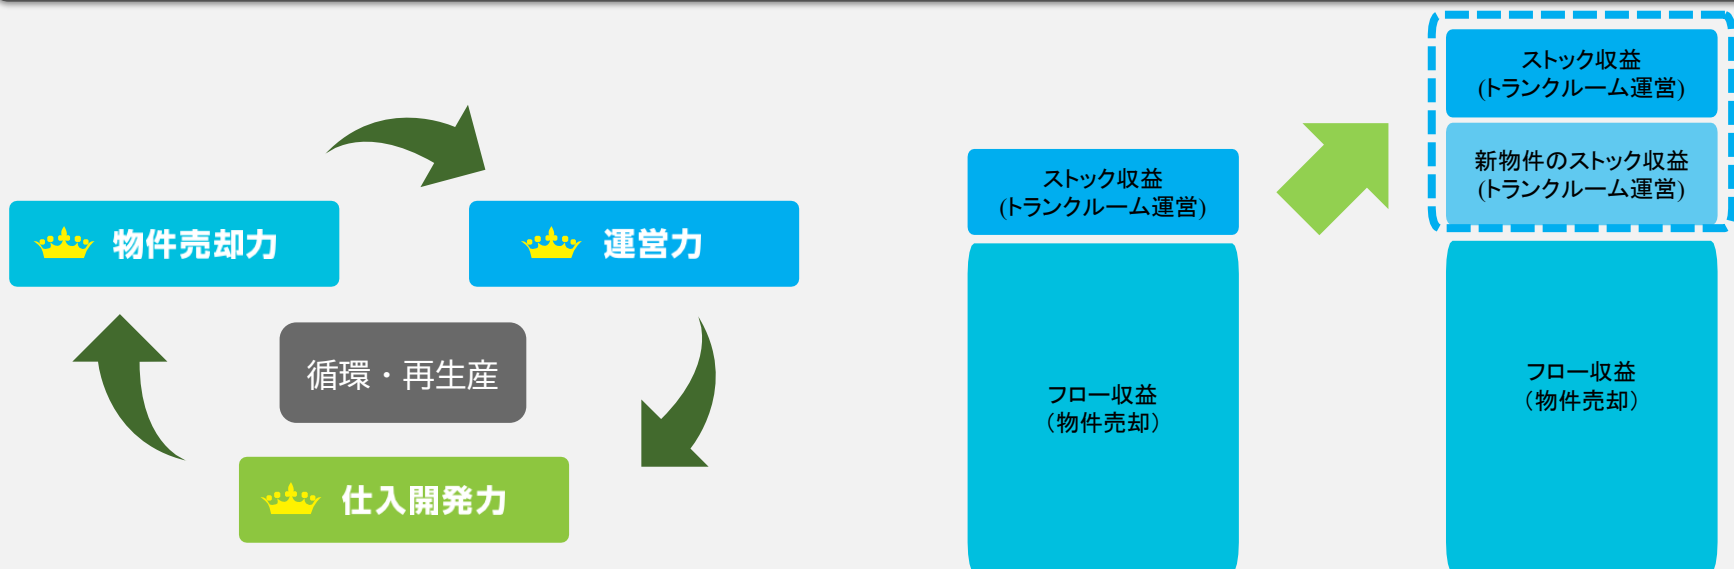 物件売却力
運営力
循環・再生産
仕入開発力
ストック収益
(トランクルーム運営)
フロー収益
（物件売却）
ストック収益
(トランクルーム運営)
新物件のストック収益
(トランクルーム運営)
フロー収益
（物件売却）